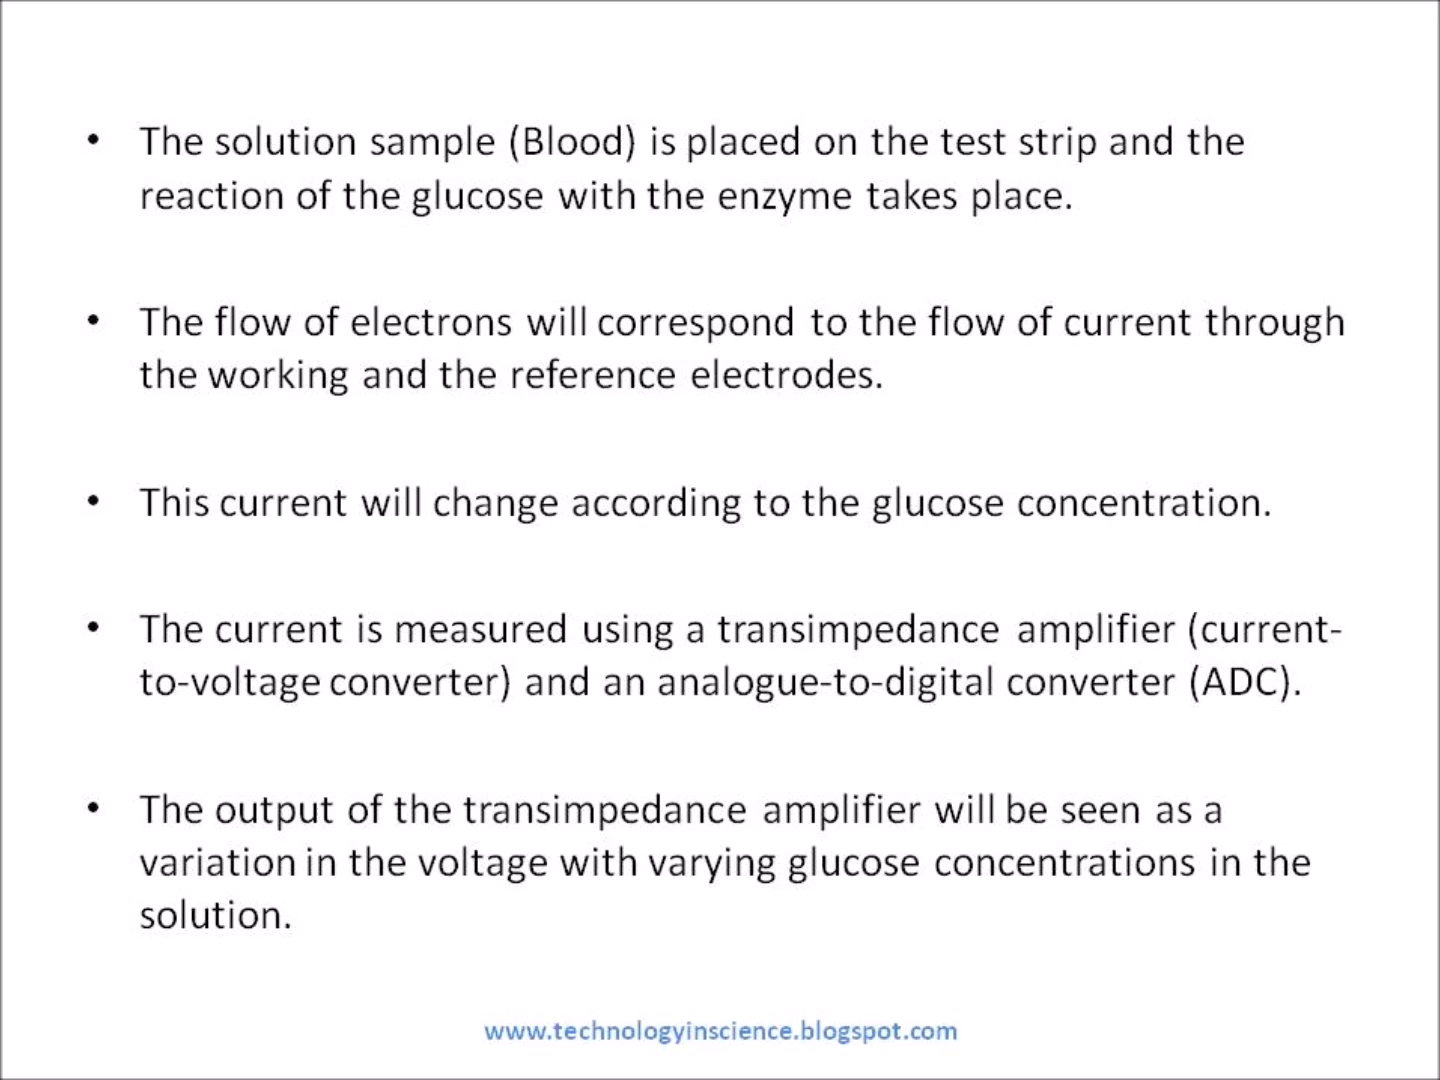 • The solution sample (Blood) is placed on the test strip and the
reaction of the glucose with the enzyme takes place.
• The flow of electrons will correspond to the flow of current through
the working and the reference electrodes.
• This current will change according to the glucose concentration.
• The current is measured using a transimpedance amplifier (current-
to-voltage converter) and an analogue-to-digital converter (ADC).
• The output of the transimpedance amplifier will be seen as a
variation in the voltage with varying glucose concentrations in the
solution.
www.technologyinscience.blogspot.com